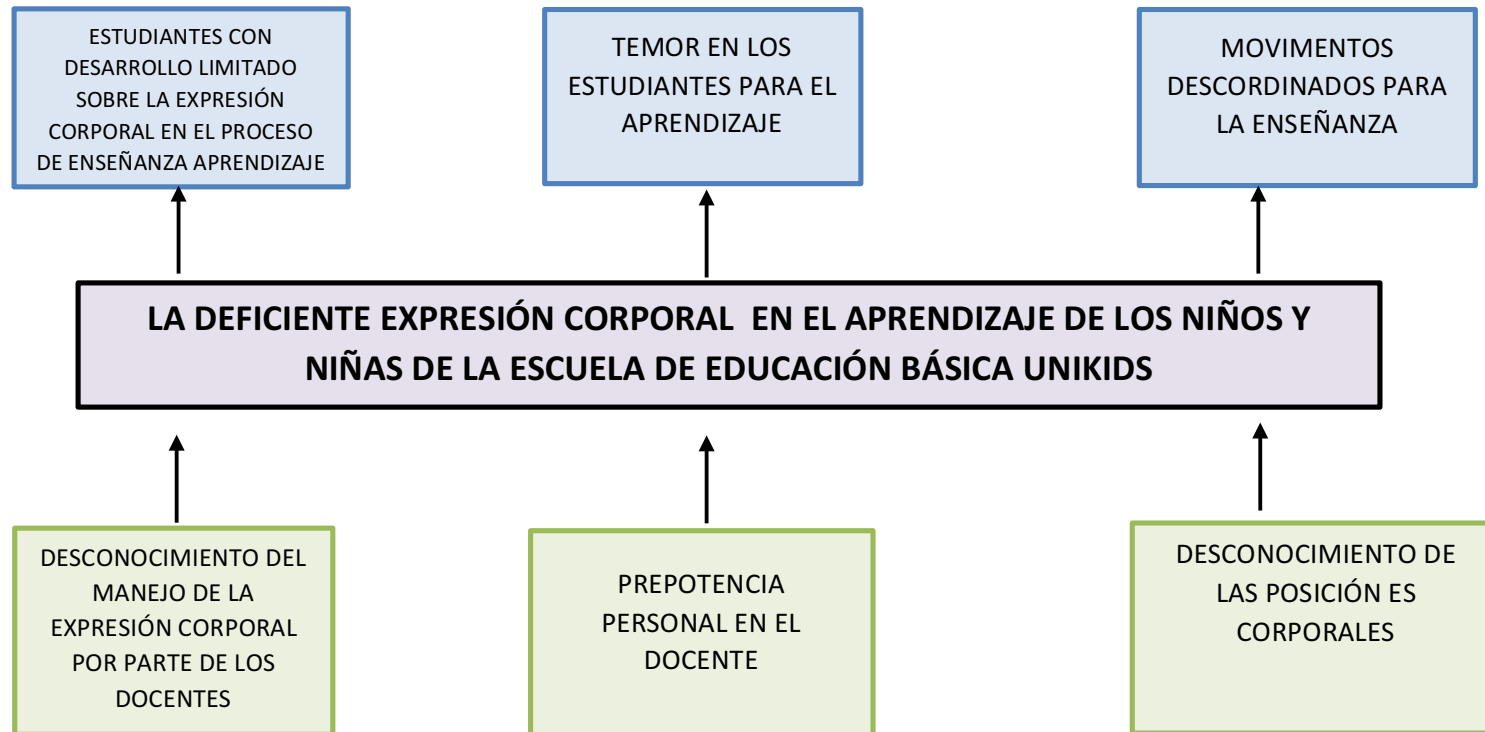 ESTUDIANTES CON
DESARROLLO LIMITADO
SOBRE LA EXPRESIÓN
CORPORAL EN EL PROCESO
DE ENSEÑANZA APRENDIZAJE
TEMOR EN LOS
ESTUDIANTES PARA EL
APRENDIZAJE
MOVIMENTOS
DESCORDINADOS PARA
LA ENSEÑANZA
LA DEFICIENTE EXPRESIÓN CORPORAL  EN EL APRENDIZAJE DE LOS NIÑOS Y
NIÑAS DE LA ESCUELA DE EDUCACIÓN BÁSICA UNIKIDS
DESCONOCIMIENTO DEL
MANEJO DE LA
EXPRESIÓN CORPORAL
POR PARTE DE LOS
DOCENTES
PREPOTENCIA
PERSONAL EN EL
DOCENTE
DESCONOCIMIENTO DE
LAS POSICIÓN ES
CORPORALES